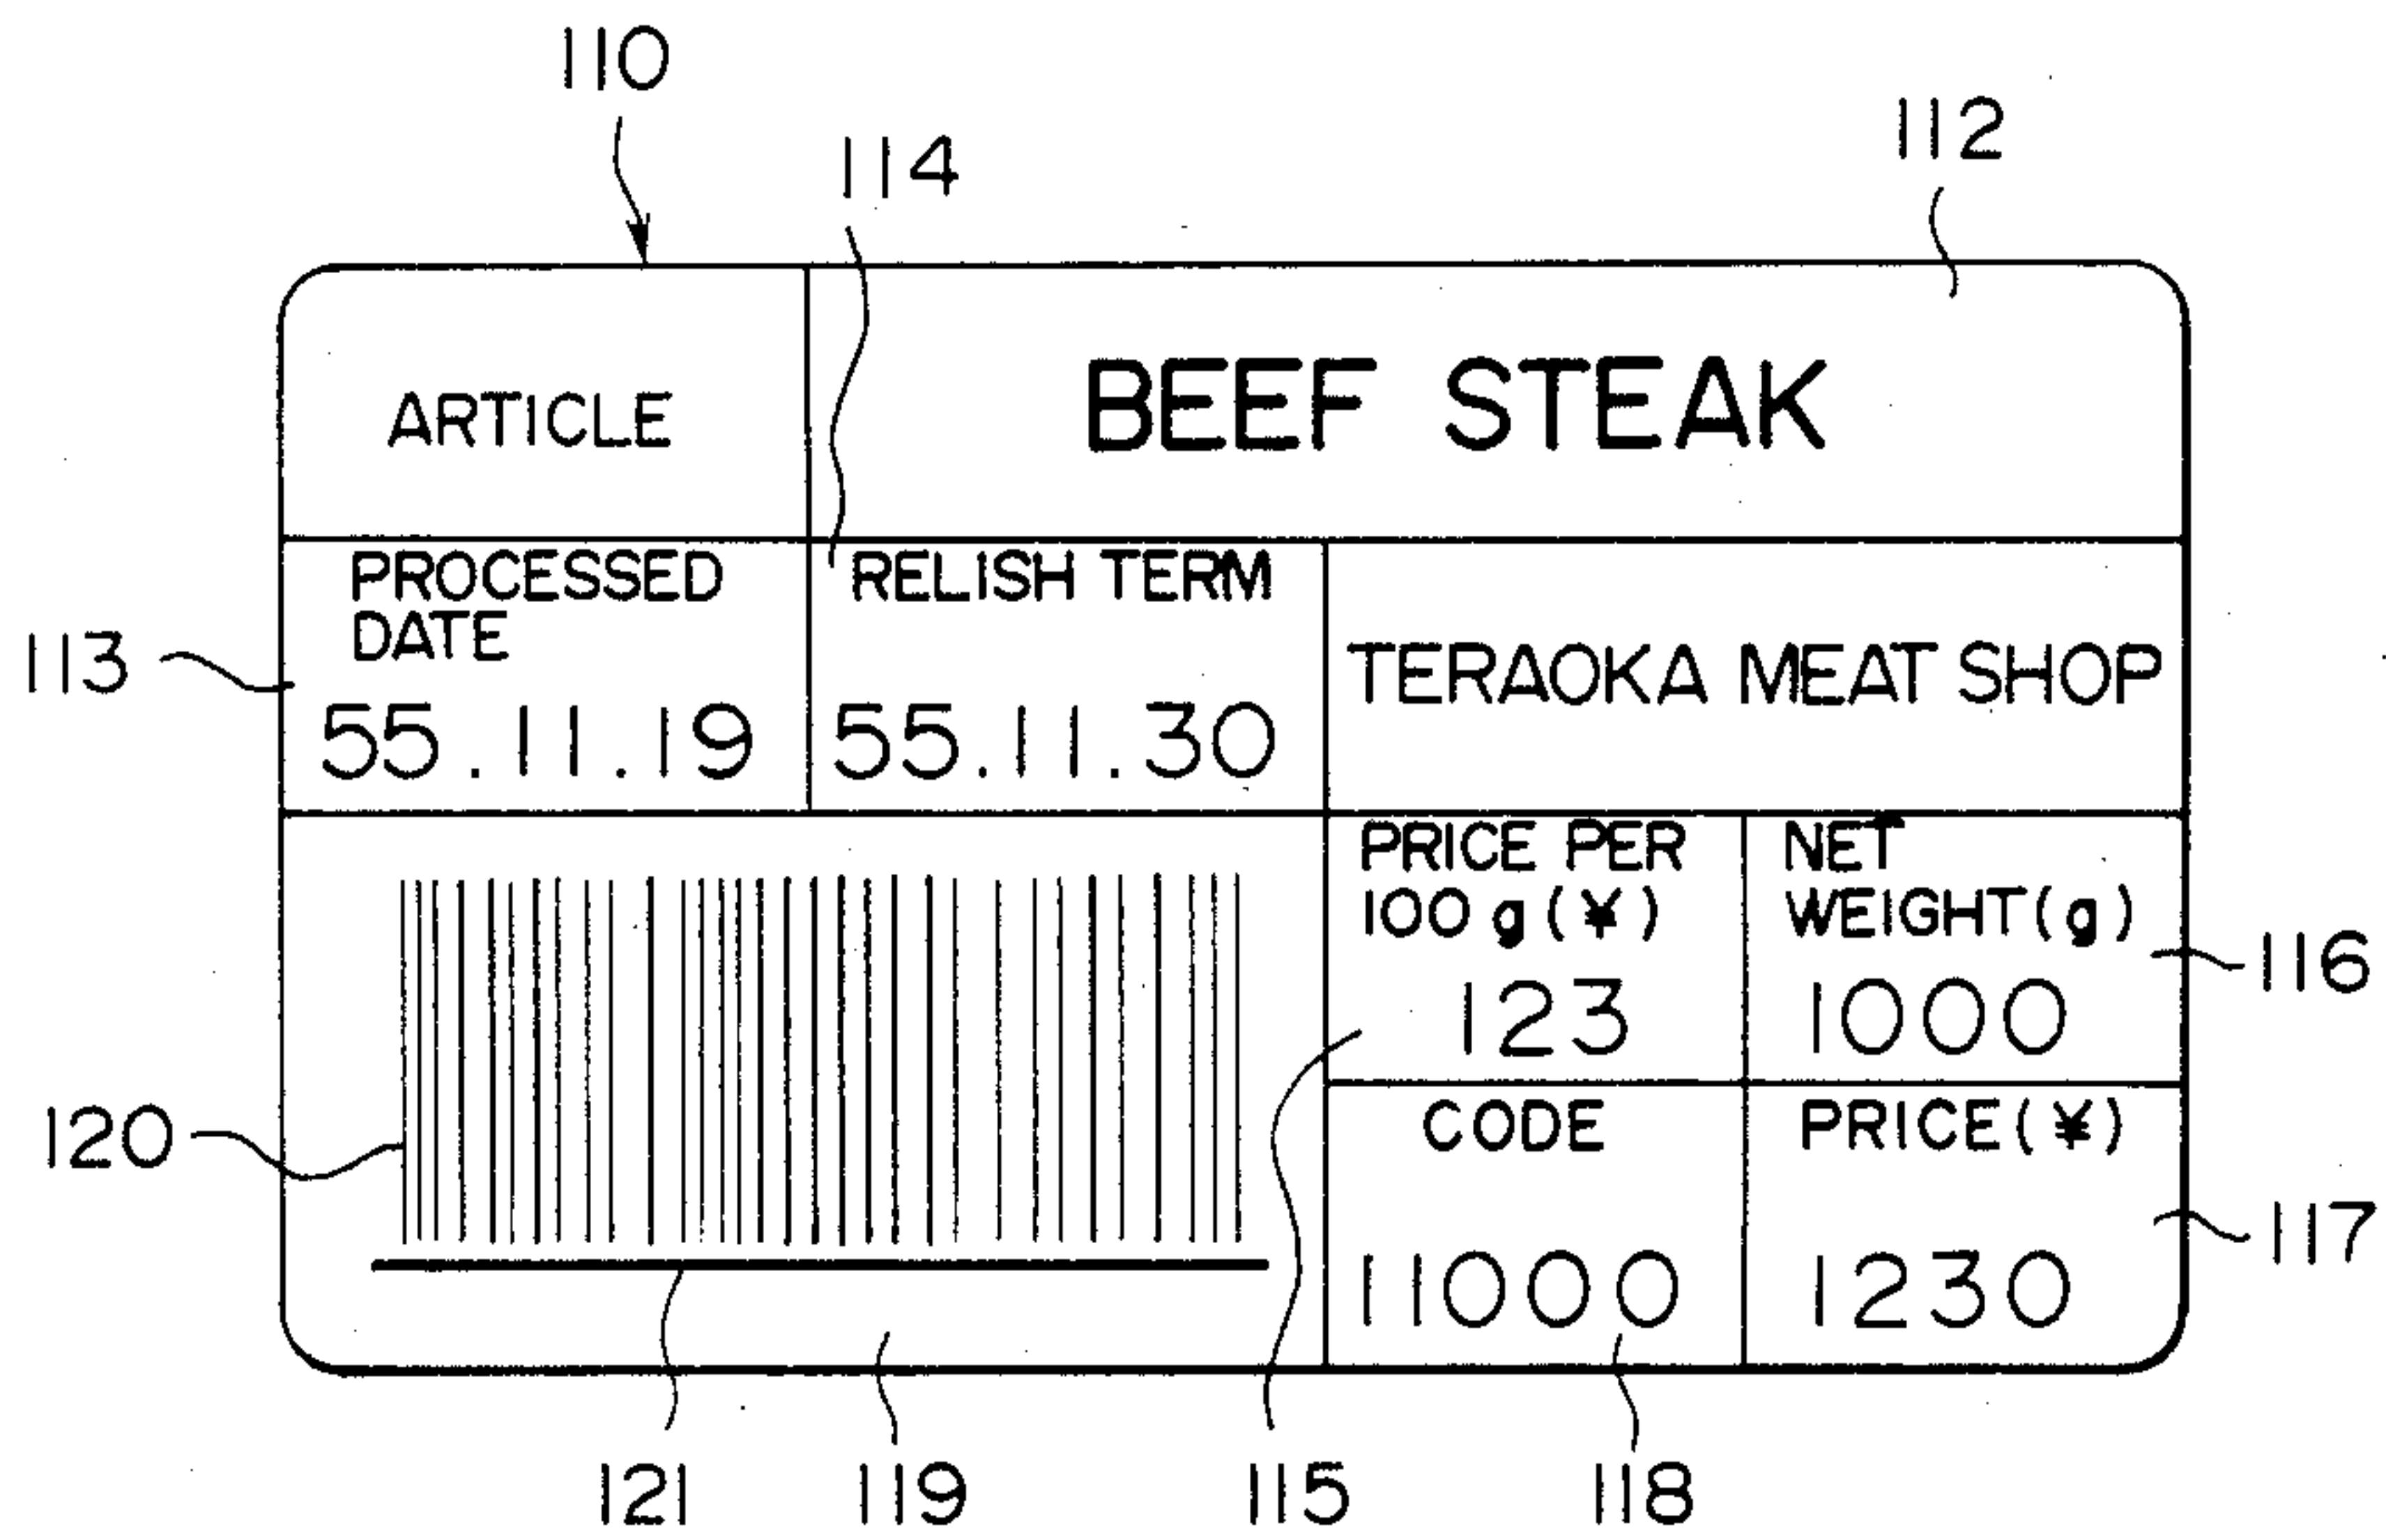 110
114
112
ARTICLE
BEEF STEAK
PROCESSED
DATE
55.11.19
RELISH TERM
55.11.30
TERAOKA MEAT SHOP
113
PRICE PER
100g(¥)
123
NET
WEIGHT(g)
1000
116
120
CODE
11000
PRICE(¥)
1230
117
121
119
115
118